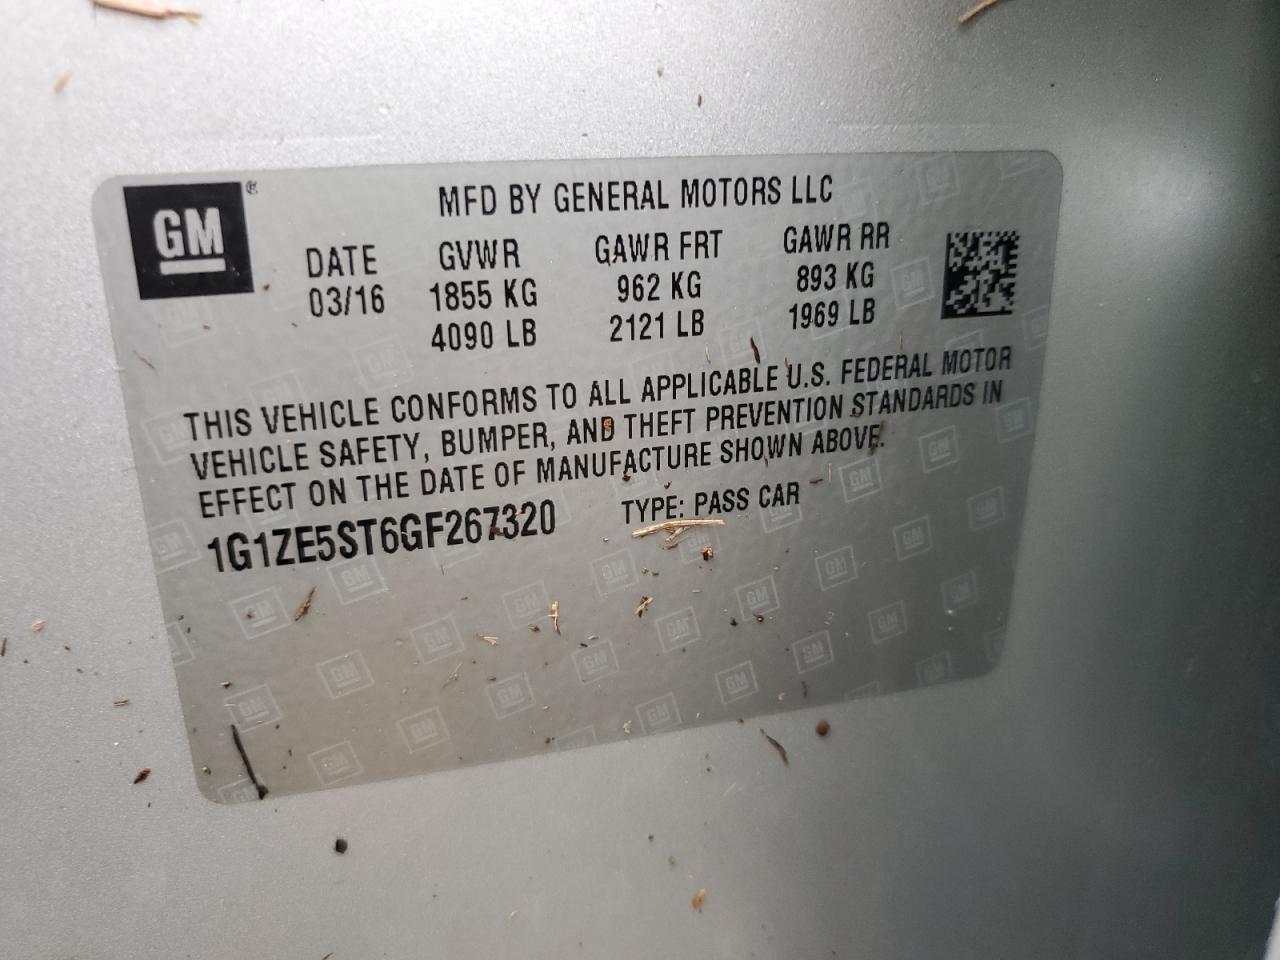 GM ®
MFD BY GENERAL MOTORS LLC
DATE GVWR GAWR FRT GAWR RR
03/16 1855 KG 962 KG 893 KG
4090 LB 2121 LB 1969 LB
THIS VEHICLE CONFORMS TO ALL APPLICABLE U.S. FEDERAL MOTOR
VEHICLE SAFETY, BUMPER, AND THEFT PREVENTION STANDARDS IN
EFFECT ON THE DATE OF MANUFACTURE SHOWN ABOVE.
1G1ZE5ST6GF267320 TYPE: PASS CAR